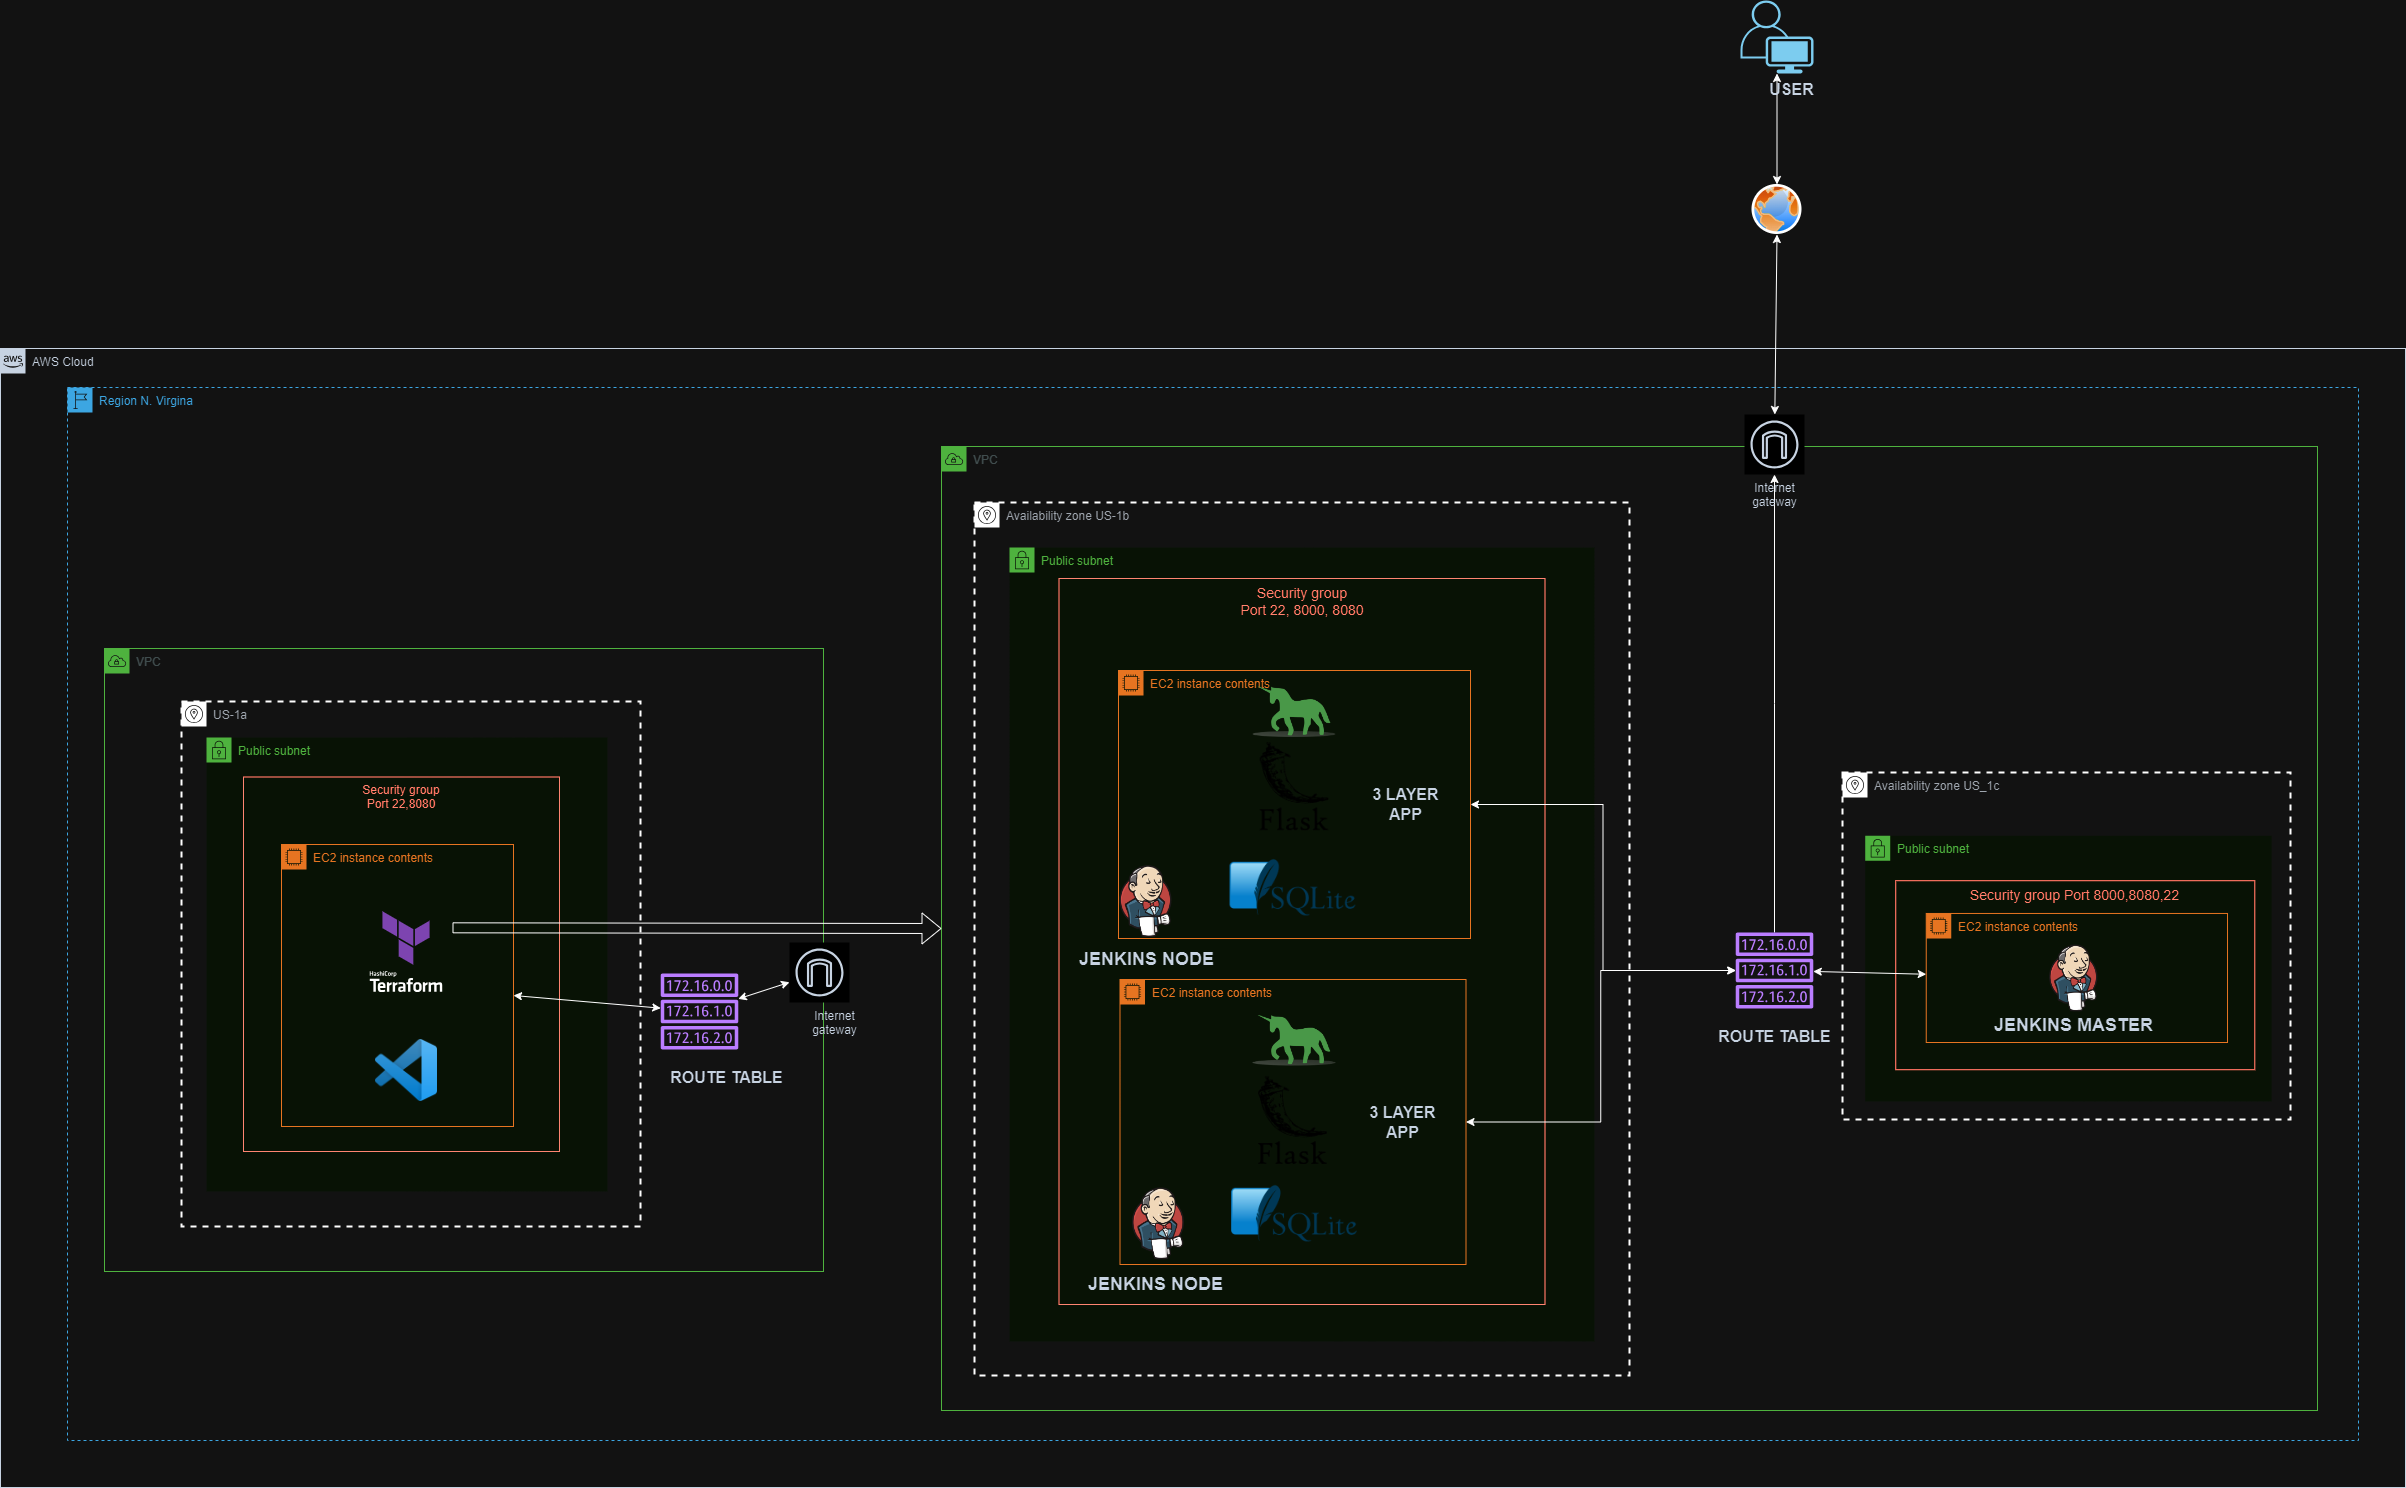 USER
aws
AWS Cloud
Region N. Virgina
VPC
Internet
gateway
Availability zone US-1b
Public subnet
Security group
Port 22, 8000, 8080
EC2 instance contents
Flask
3 LAYER
APP
SQLite
JENKINS NODE
EC2 instance contents
Flask
3 LAYER
APP
SQLite
JENKINS NODE
VPC
US-1a
Public subnet
Security group
Port 22,8080
EC2 instance contents
HashiCorp
Terraform
172.16.0.0
172.16.1.0
172.16.2.0
ROUTE TABLE
Internet
gateway
172.16.0.0
172.16.1.0
172.16.2.0
ROUTE TABLE
Availability zone US_1c
Public subnet
Security group Port 8000,8080,22
EC2 instance contents
JENKINS MASTER